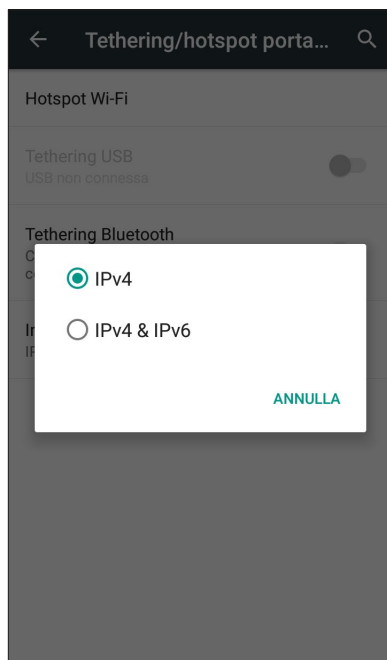 Tethering/hotspot porta...
Hotspot Wi-Fi
Tethering USB
USB non connessa
Tethering Bluetooth
IPv4
IPv4 & IPv6
ANNULLA